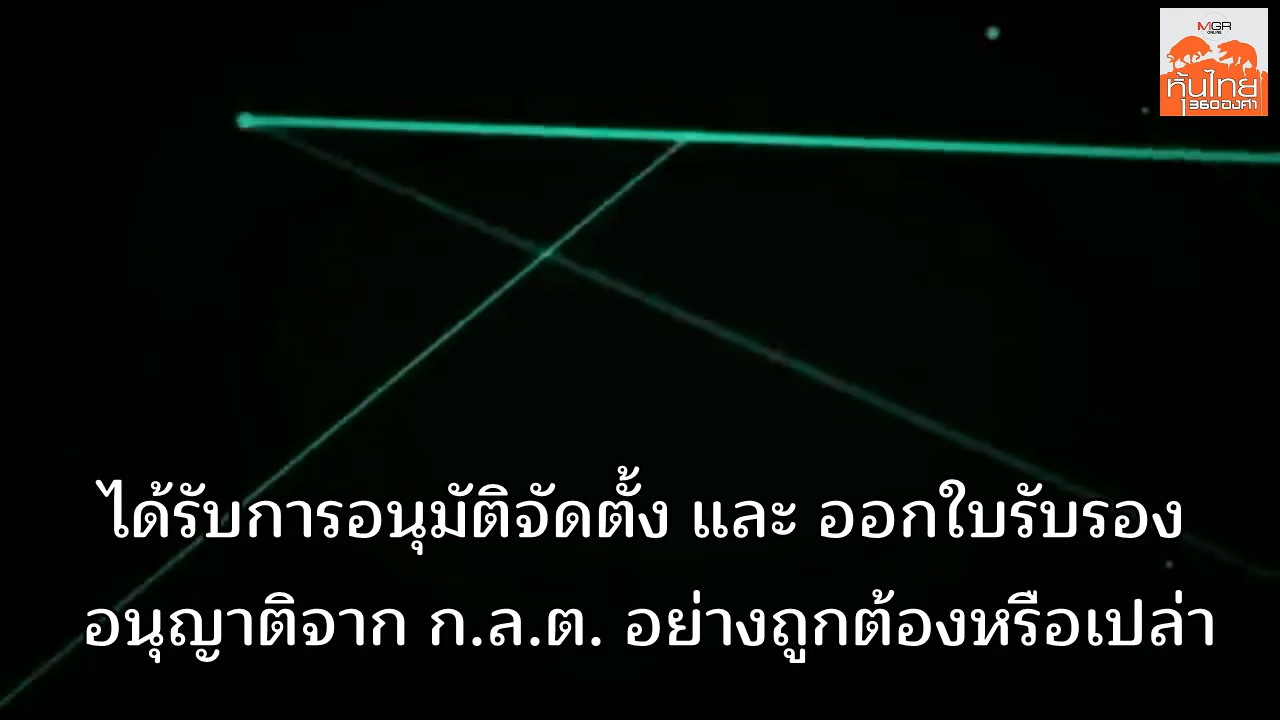 MGR
ONLINE
หุ้นไทย
360องศา
ได้รับการอนุมัติจัดตั้ง และ ออกใบรับรอง
อนุญาติจาก ก.ล.ต. อย่างถูกต้องหรือเปล่า